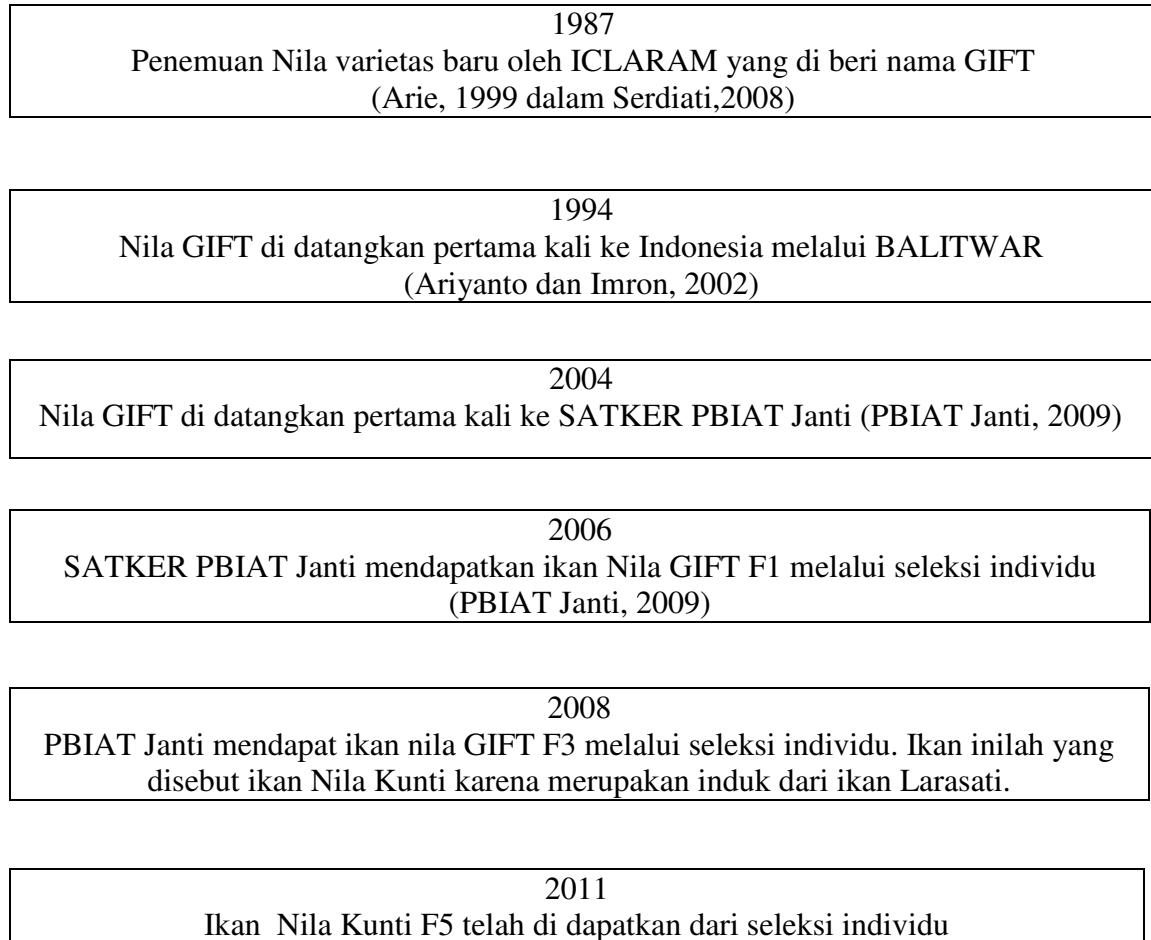 1987
Penemuan Nila varietas baru oleh ICLARAM yang di beri nama GIFT
(Arie, 1999 dalam Serdiati,2008)
1994
Nila GIFT di datangkan pertama kali ke Indonesia melalui BALITWAR
(Ariyanto dan Imron, 2002)
2004
Nila GIFT di datangkan pertama kali ke SATKER PBIAT Janti (PBIAT Janti, 2009)
2006
SATKER PBIAT Janti mendapatkan ikan Nila GIFT F1 melalui seleksi individu
(PBIAT Janti, 2009)
2008
PBIAT Janti mendapat ikan nila GIFT F3 melalui seleksi individu. Ikan inilah yang
disebut ikan Nila Kunti karena merupakan induk dari ikan Larasati.
2011
Ikan Nila Kunti F5 telah di dapatkan dari seleksi individu